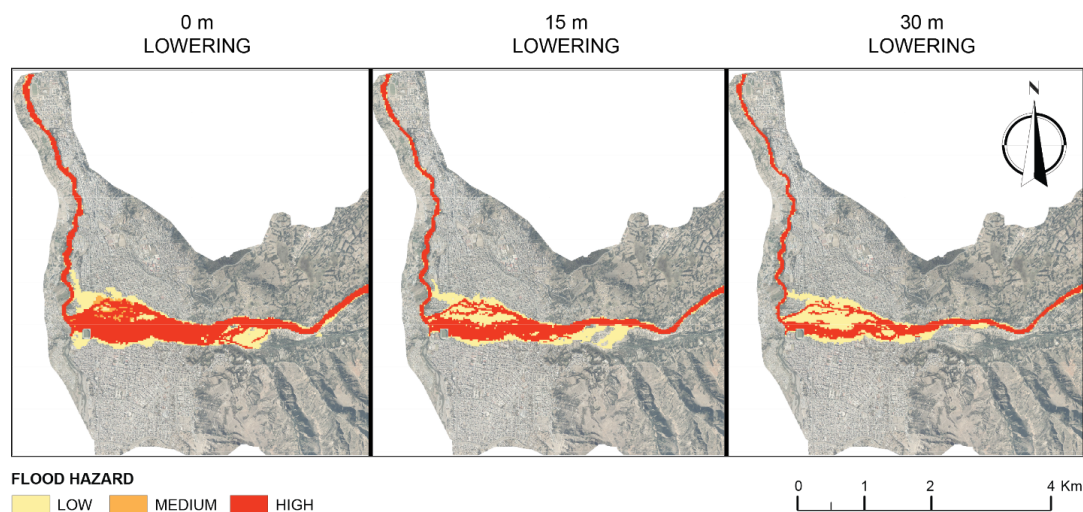 0 m
LOWERING
15 m
LOWERING
30 m
LOWERING
N
FLOOD HAZARD
LOW MEDIUM HIGH
0 1 2 4 Km